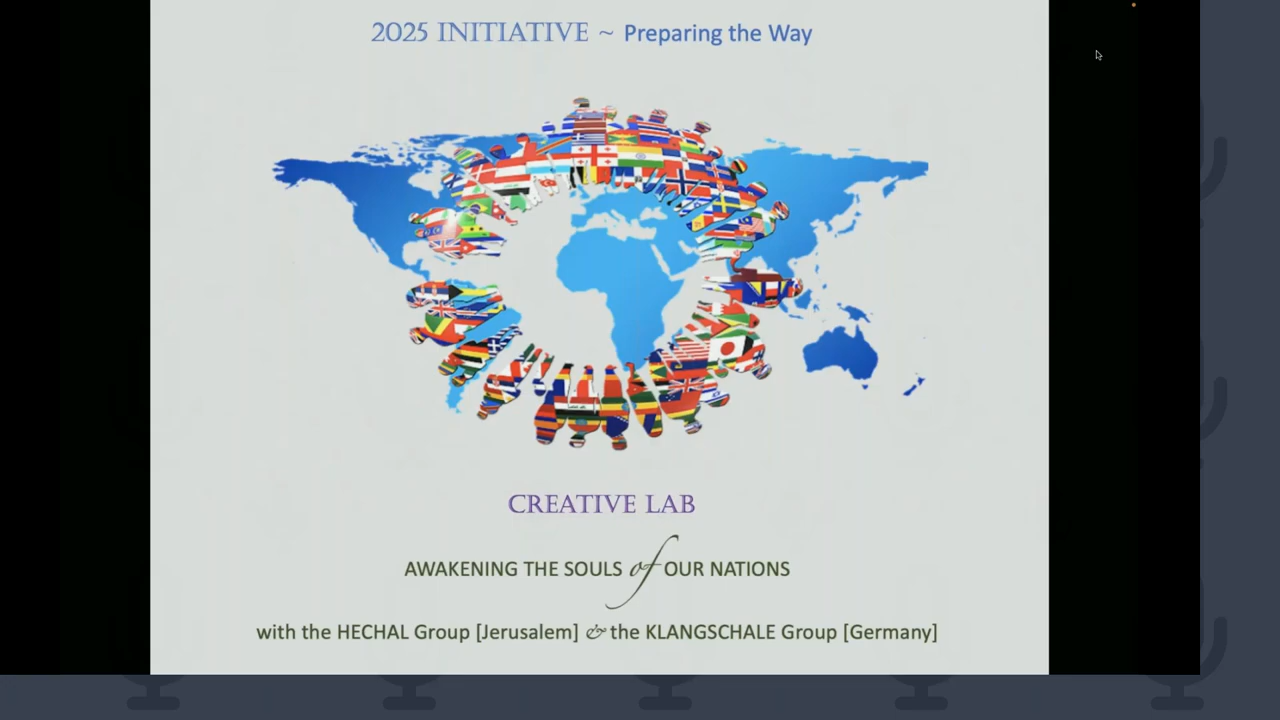 2025 INITIATIVE ~ Preparing the Way
CREATIVE LAB
AWAKENING THE SOULS of OUR NATIONS
with the HECHAL Group [Jerusalem] & the KLANGSCHALE Group [Germany]